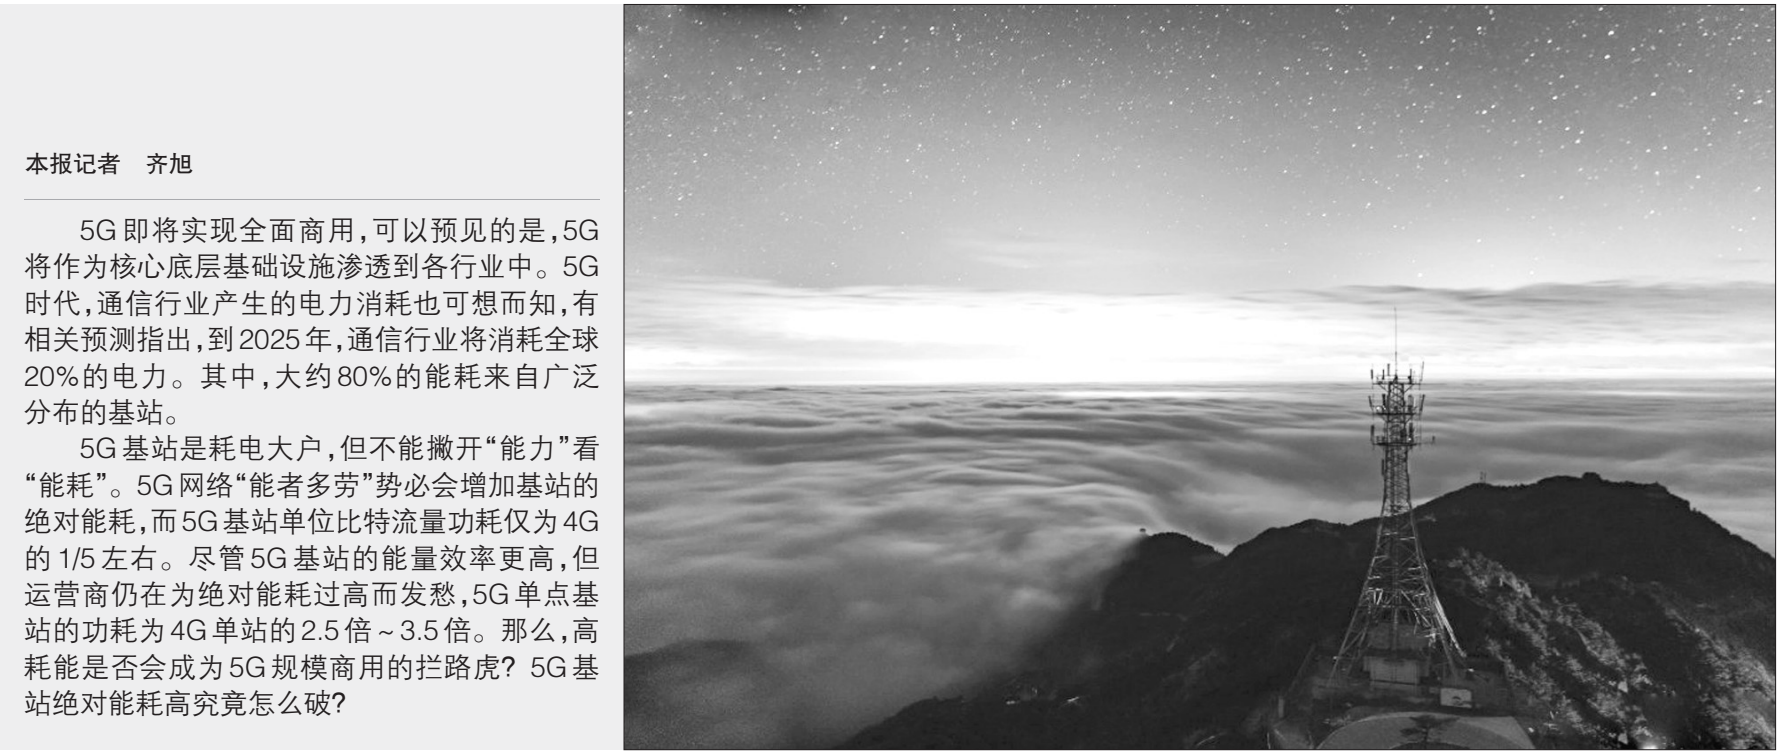 本报记者　齐旭
5G即将实现全面商用,可以预见的是,5G
将作为核心底层基础设施渗透到各行业中。5G
时代,通信行业产生的电力消耗也可想而知,有
相关预测指出,到2025年,通信行业将消耗全球
20%的电力。其中,大约80%的能耗来自广泛
分布的基站。
5G基站是耗电大户,但不能撇开“能力”看
“能耗”。5G网络“能者多劳”势必会增加基站的
绝对能耗,而5G基站单位比特流量功耗仅为4G
的1/5左右。尽管5G基站的能量效率更高,但
运营商仍在为绝对能耗过高而发愁,5G单点基
站的功耗为4G单站的2.5倍~3.5倍。那么,高
耗能是否会成为5G规模商用的拦路虎?5G基
站绝对能耗高究竟怎么破?